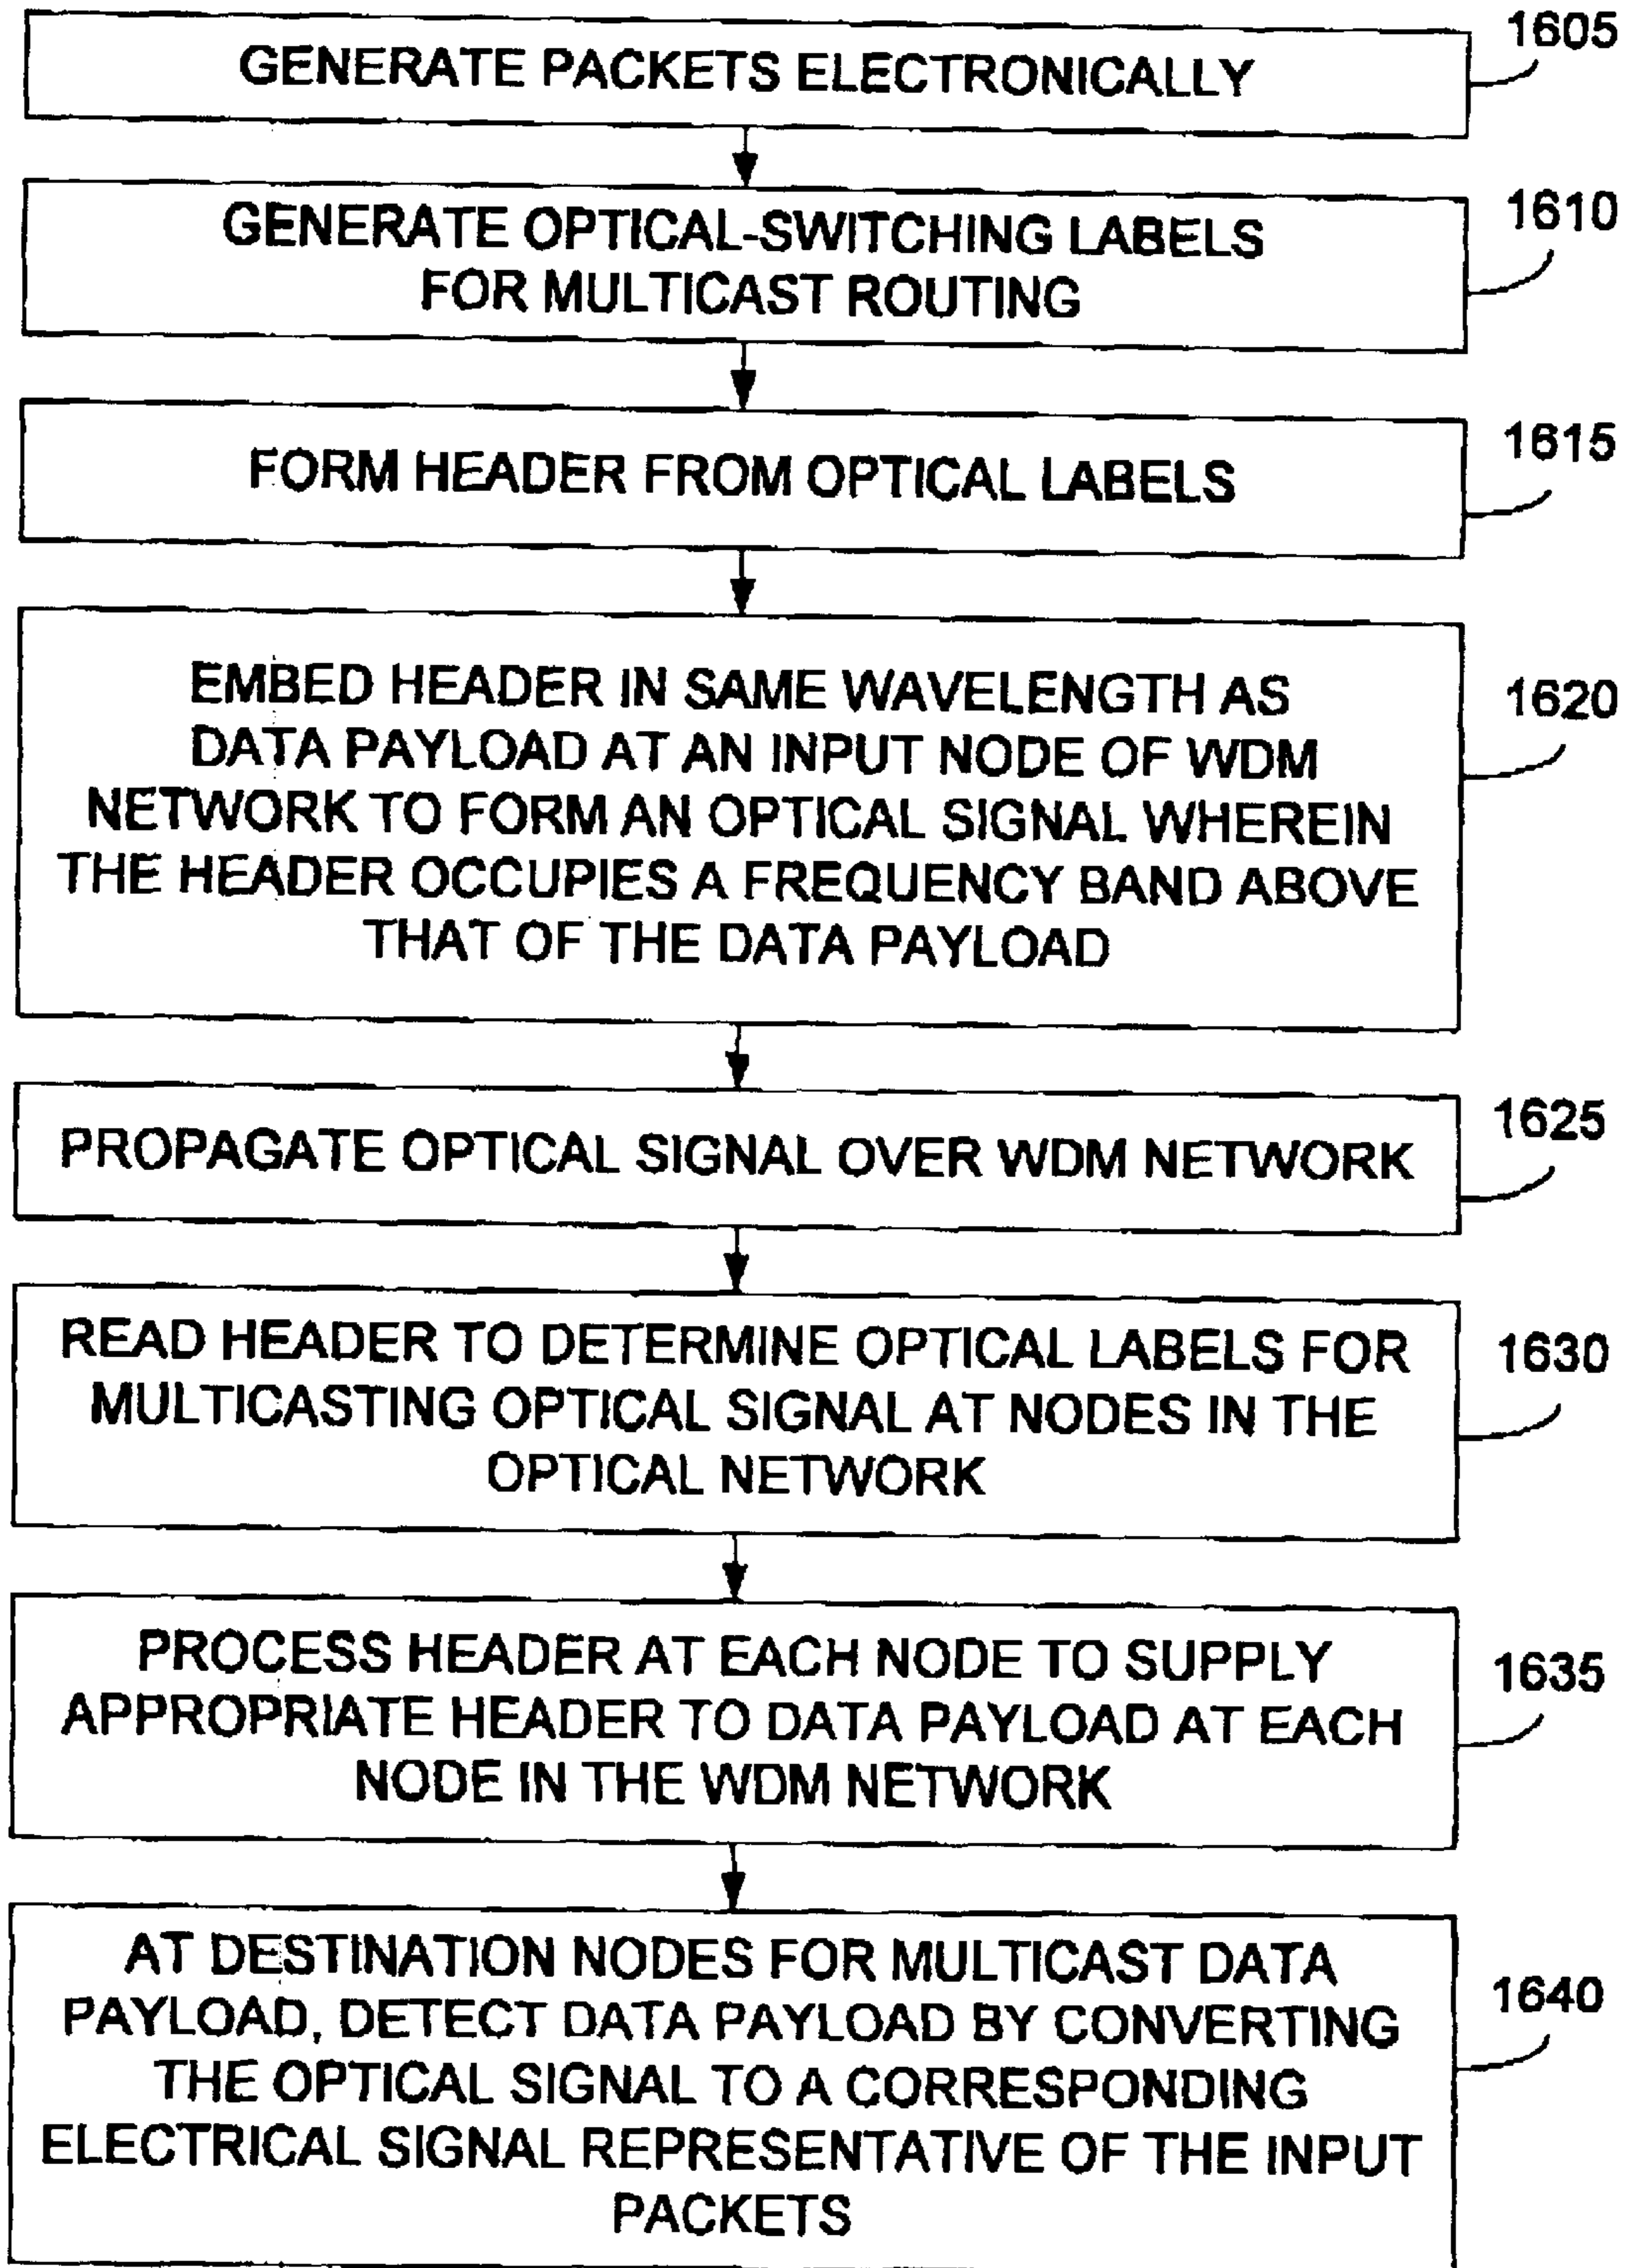 GENERATE PACKETS ELECTRONICALLY
1605
GENERATE OPTICAL-SWITCHING LABELS
FOR MULTICAST ROUTING
1610
FORM HEADER FROM OPTICAL LABELS
1615
EMBED HEADER IN SAME WAVELENGTH AS
DATA PAYLOAD AT AN INPUT NODE OF WDM
NETWORK TO FORM AN OPTICAL SIGNAL WHEREIN
THE HEADER OCCUPIES A FREQUENCY BAND ABOVE
THAT OF THE DATA PAYLOAD
1620
PROPAGATE OPTICAL SIGNAL OVER WDM NETWORK
1625
READ HEADER TO DETERMINE OPTICAL LABELS FOR
MULTICASTING OPTICAL SIGNAL AT NODES IN THE
OPTICAL NETWORK
1630
PROCESS HEADER AT EACH NODE TO SUPPLY
APPROPRIATE HEADER TO DATA PAYLOAD AT EACH
NODE IN THE WDM NETWORK
1635
AT DESTINATION NODES FOR MULTICAST DATA
PAYLOAD, DETECT DATA PAYLOAD BY CONVERTING
THE OPTICAL SIGNAL TO A CORRESPONDING
ELECTRICAL SIGNAL REPRESENTATIVE OF THE INPUT
PACKETS
1640